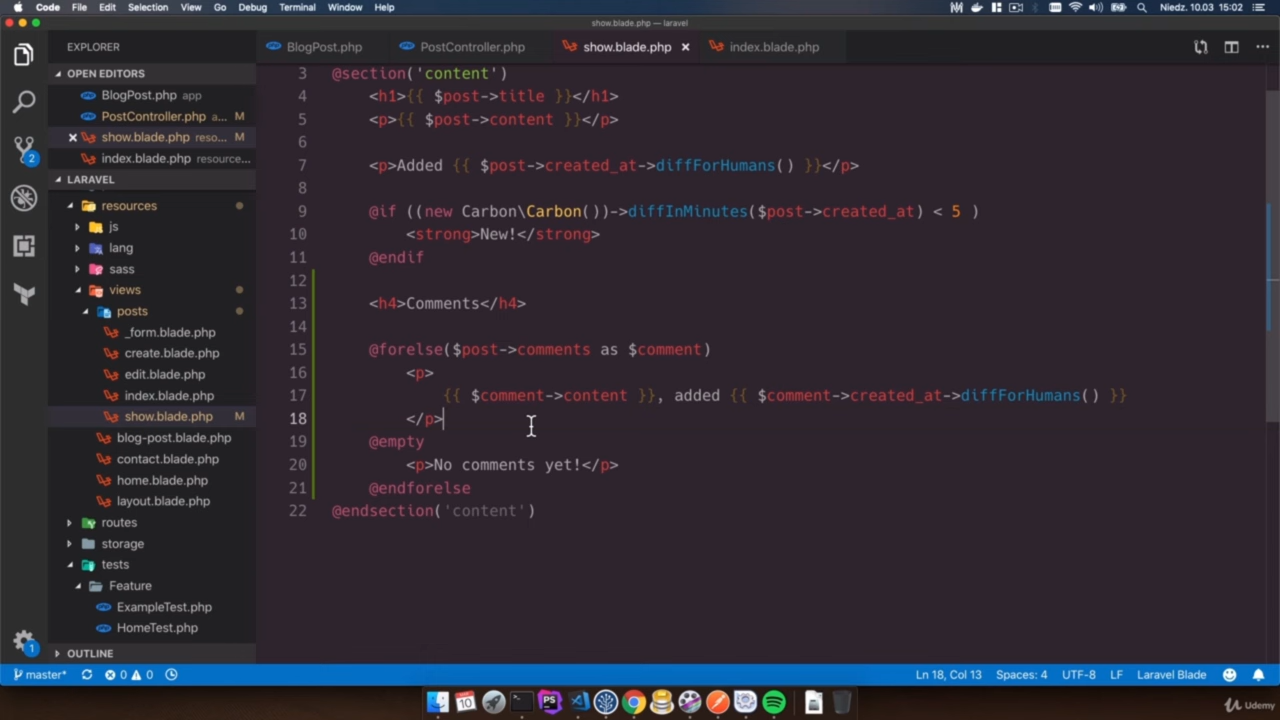 Code File Edit Selection View Go Debug Terminal Window Help Niedz. 10.03 15:02
show.blade.php — laravel
EXPLORER
BlogPost.php PostController.php show.blade.php × index.blade.php
OPEN EDITORS
BlogPost.php app
PostController.php a... M
show.blade.php reso... M
index.blade.php resource...
LARAVEL
resources
js
lang
sass
views
posts
_form.blade.php
create.blade.php
edit.blade.php
index.blade.php
show.blade.php M
blog-post.blade.php
contact.blade.php
home.blade.php
layout.blade.php
routes
storage
tests
Feature
ExampleTest.php
HomeTest.php
OUTLINE
3 @section('content')
4 <h1>{{ $post->title }}</h1>
5 <p>{{ $post->content }}</p>
6
7 <p>Added {{ $post->created_at->diffForHumans() }}</p>
8
9 @if ((new Carbon\Carbon())->diffInMinutes($post->created_at) < 5 )
10 <strong>New!</strong>
11 @endif
12
13 <h4>Comments</h4>
14
15 @forelse($post->comments as $comment)
16 <p>
17 {{ $comment->content }}, added {{ $comment->created_at->diffForHumans() }}
18 </p>
19 @empty
20 <p>No comments yet!</p>
21 @endforelse
22 @endsection('content')
2
1
master* 0 0 Ln 18, Col 13 Spaces: 4 UTF-8 LF Laravel Blade
10 PS
Udemy